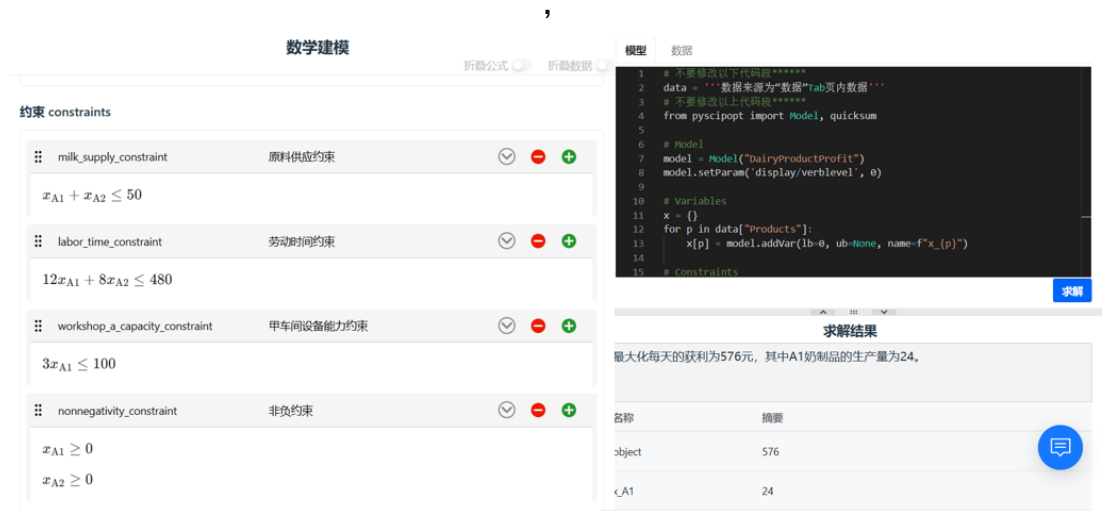 ，
数学建模
折叠公式 折叠数据
约束 constraints
milk_supply_constraint 原料供应约束
x_A1 + x_A2 ≤ 50
labor_time_constraint 劳动时间约束
12x_A1 + 8x_A2 ≤ 480
workshop_a_capacity_constraint 甲车间设备能力约束
3x_A1 ≤ 100
nonnegativity_constraint 非负约束
x_A1 ≥ 0
x_A2 ≥ 0
模型 数据
1 # 不要修改以下代码段******
2 data = '''数据来源为"数据"Tab页内数据'''
3 # 不要修改以上代码段******
4 from pyscipopt import Model, quicksum
5
6 # Model
7 model = Model("DairyProductProfit")
8 model.setParam('display/verblevel', 0)
9
10 # Variables
11 x = {}
12 for p in data["Products"]:
13 x[p] = model.addVar(lb=0, ub=None, name=f"x_{p}")
14
15 # Constraints
求解
求解结果
最大化每天的获利为576元，其中A1奶制品的生产量为24。
名称 摘要
object 576
x_A1 24